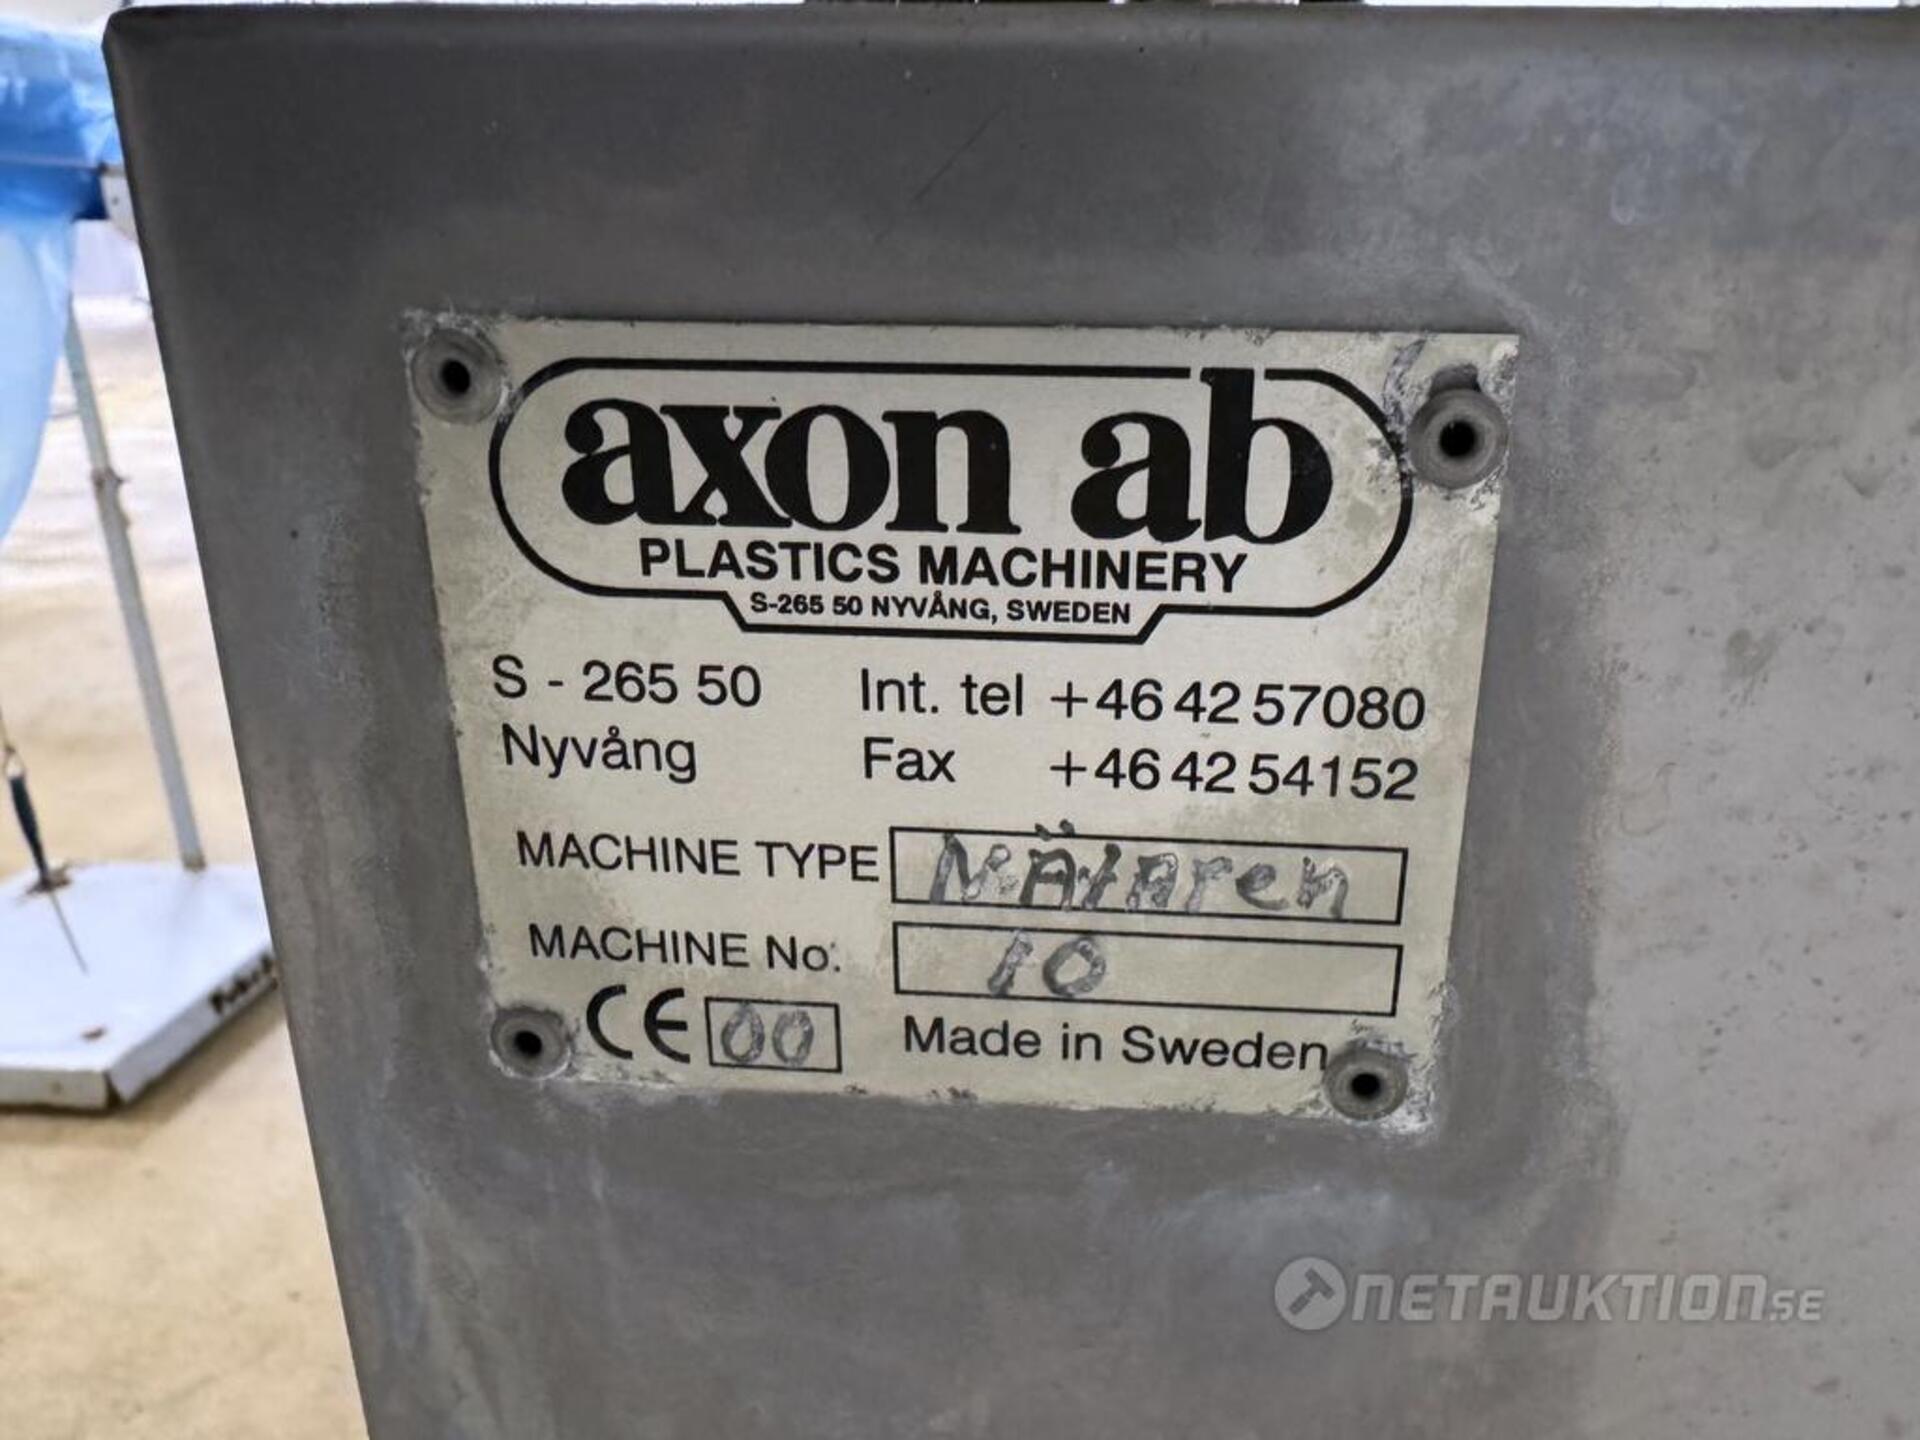 axon ab
PLASTICS MACHINERY
S-265 50 NYVÅNG, SWEDEN
S - 265 50 Int. tel +46 42 57080
Nyvång Fax +46 42 54152
MACHINE TYPE MÄlaren
MACHINE No: 10
CE 00 Made in Sweden
NETAUKTION.SE